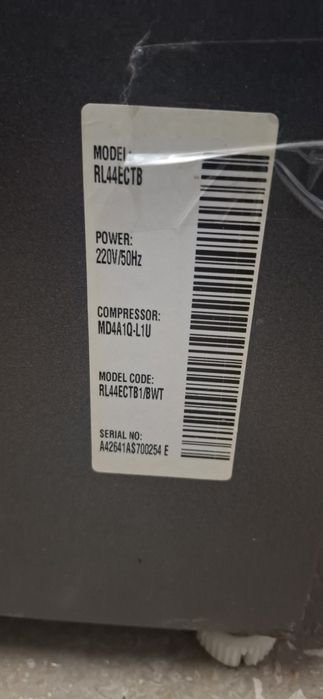 MODEL:
RL44ECTB
POWER:
220V/50Hz
COMPRESSOR:
MD4A1Q-L1U
MODEL CODE:
RL44ECTB1/BWT
SERIAL NO:
A42641AS700254 E